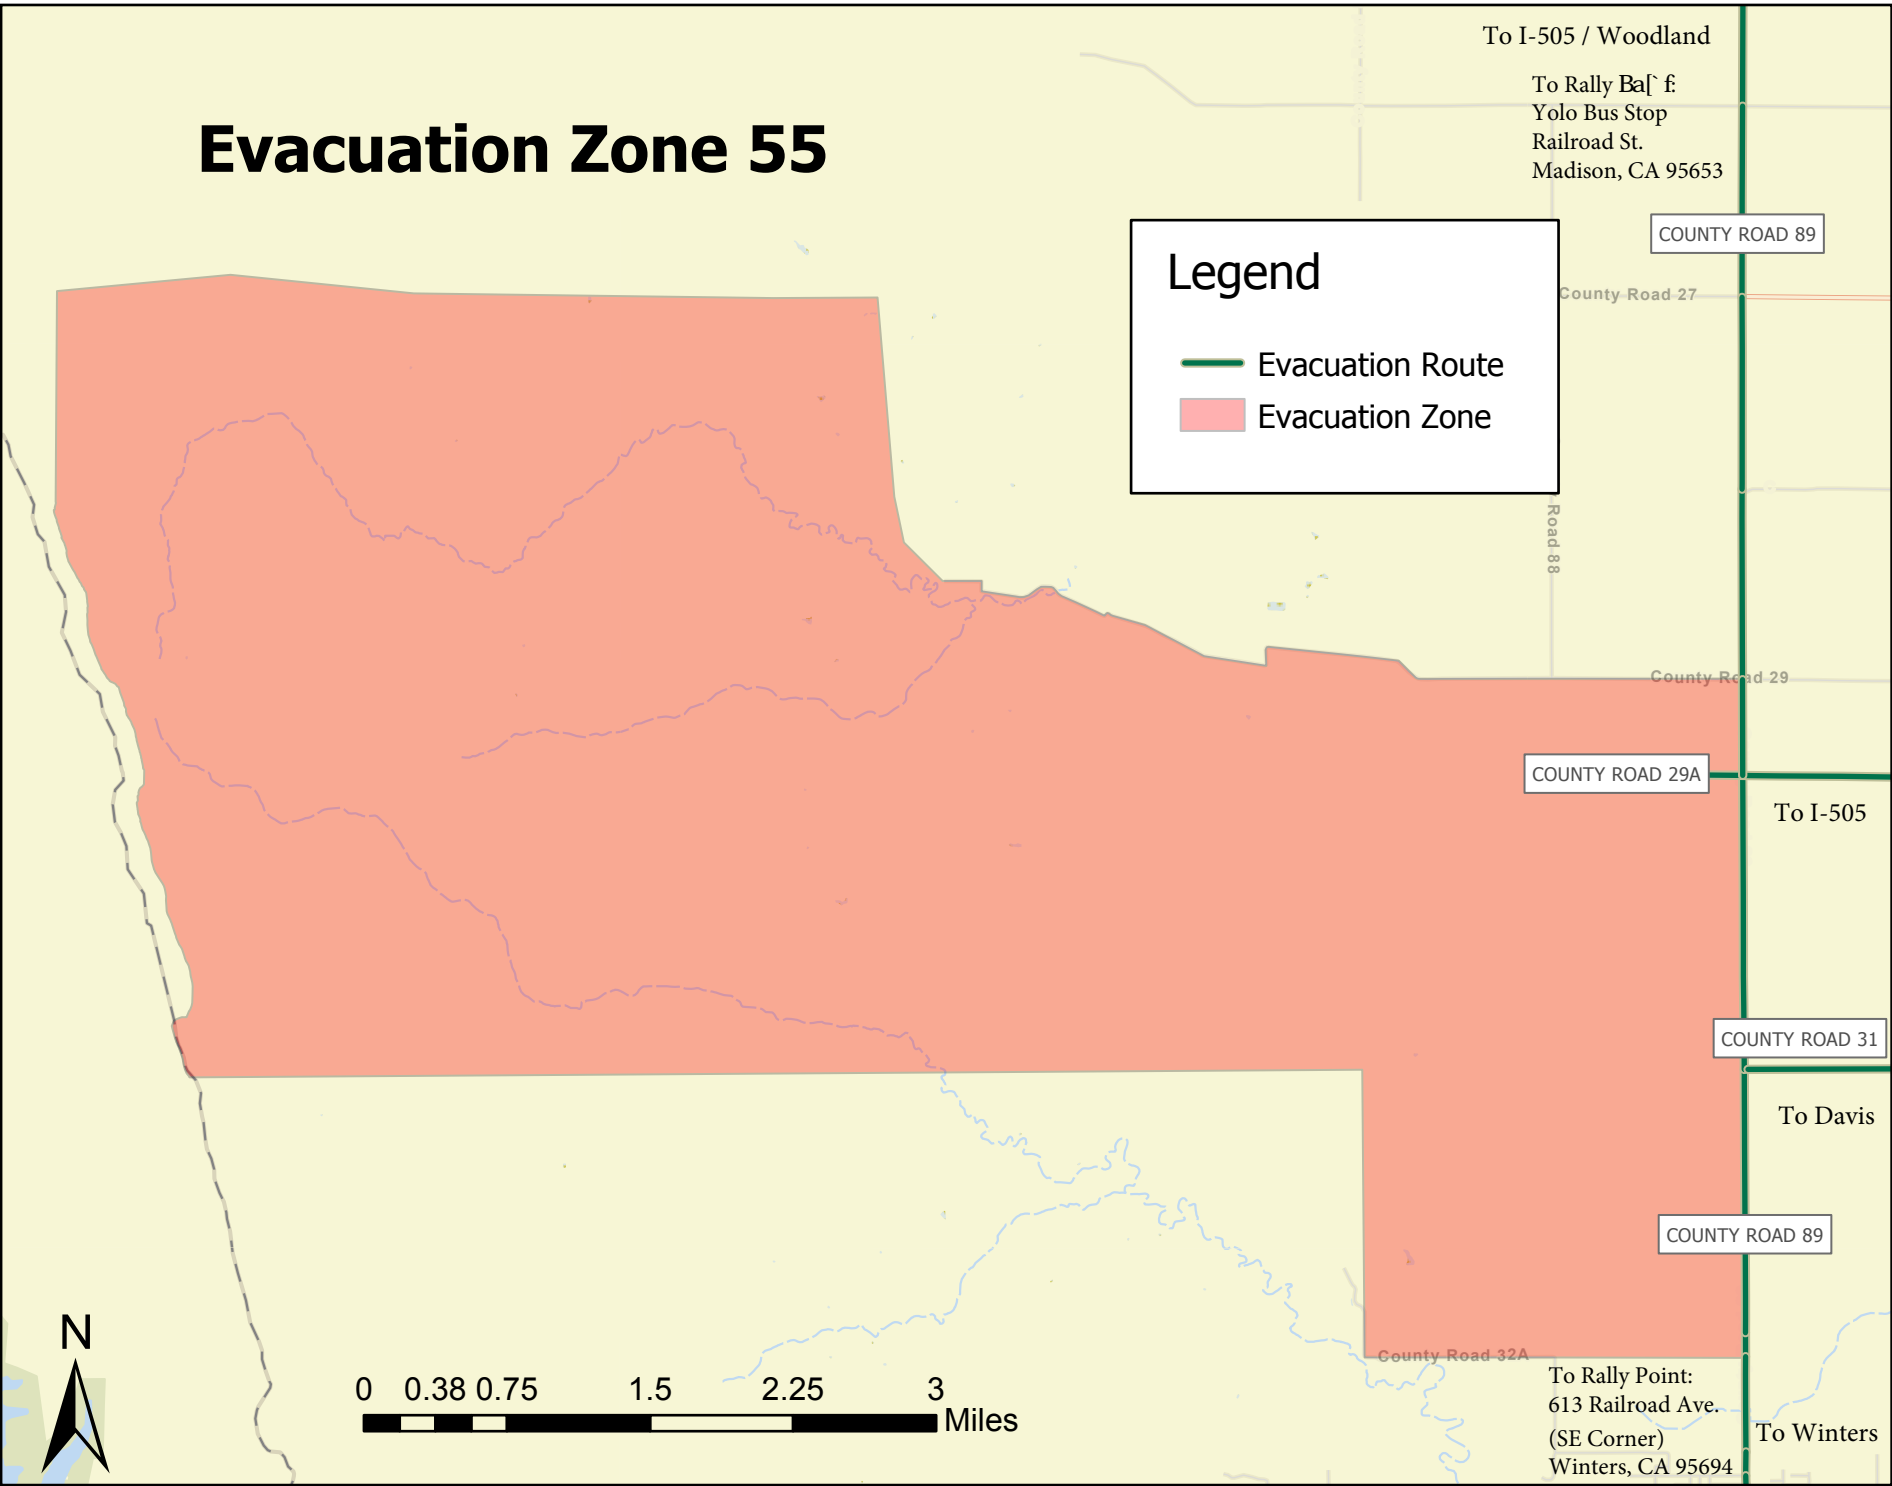 To I-505 / Woodland
To Rally Ba[` f:
Yolo Bus Stop
Railroad St.
Madison, CA 95653
Evacuation Zone 55
COUNTY ROAD 89
Legend
Evacuation Route
Evacuation Zone
County Road 27
Road 88
County Road 29
COUNTY ROAD 29A
To I-505
COUNTY ROAD 31
To Davis
COUNTY ROAD 89
County Road 32A
To Rally Point:
613 Railroad Ave.
(SE Corner)
Winters, CA 95694
To Winters
N
0 0.38 0.75 1.5 2.25 3
Miles